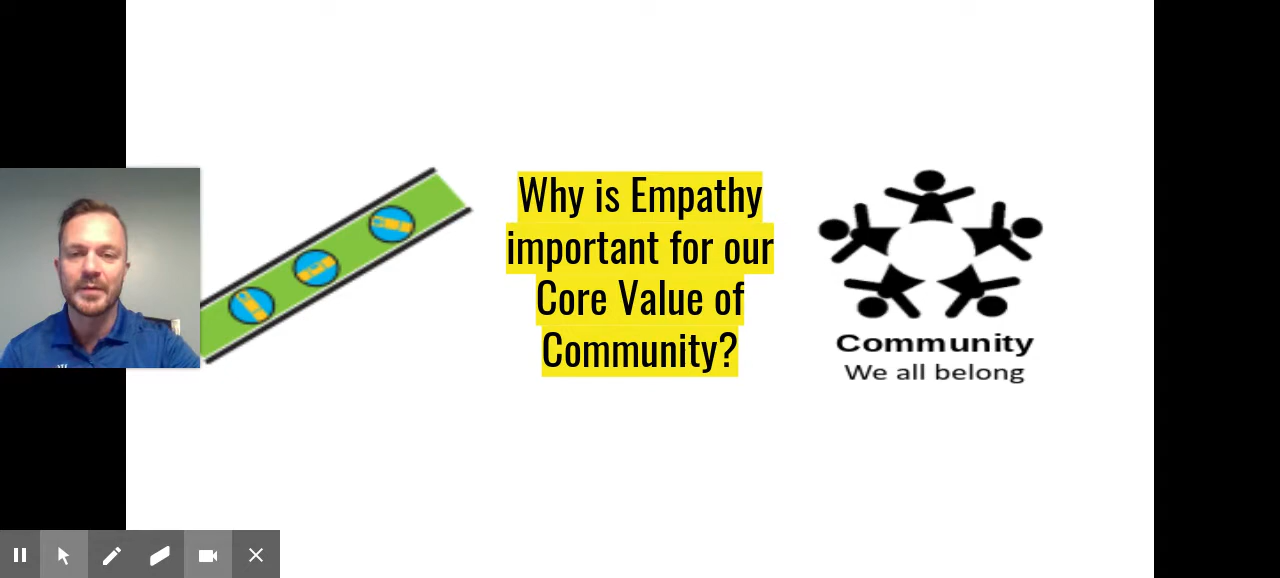 Why is Empathy
important for our
Core Value of
Community?
Community
We all belong